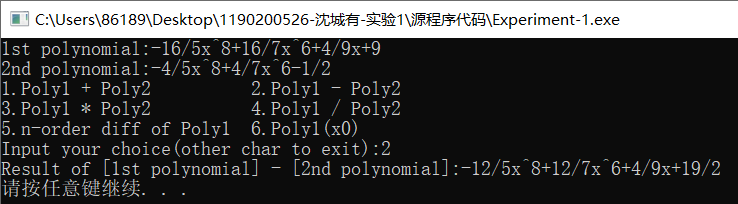 C:\Users\86189\Desktop\1190200526-沈城有-实验1\源程序代码\Experiment-1.exe
1st polynomial:-16/5x^8+16/7x^6+4/9x+9
2nd polynomial:-4/5x^8+4/7x^6-1/2
1.Poly1 + Poly2          2.Poly1 - Poly2
3.Poly1 * Poly2          4.Poly1 / Poly2
5.n-order diff of Poly1  6.Poly1(x0)
Input your choice(other char to exit):2
Result of [1st polynomial] - [2nd polynomial]:-12/5x^8+12/7x^6+4/9x+19/2
请按任意键继续. . .